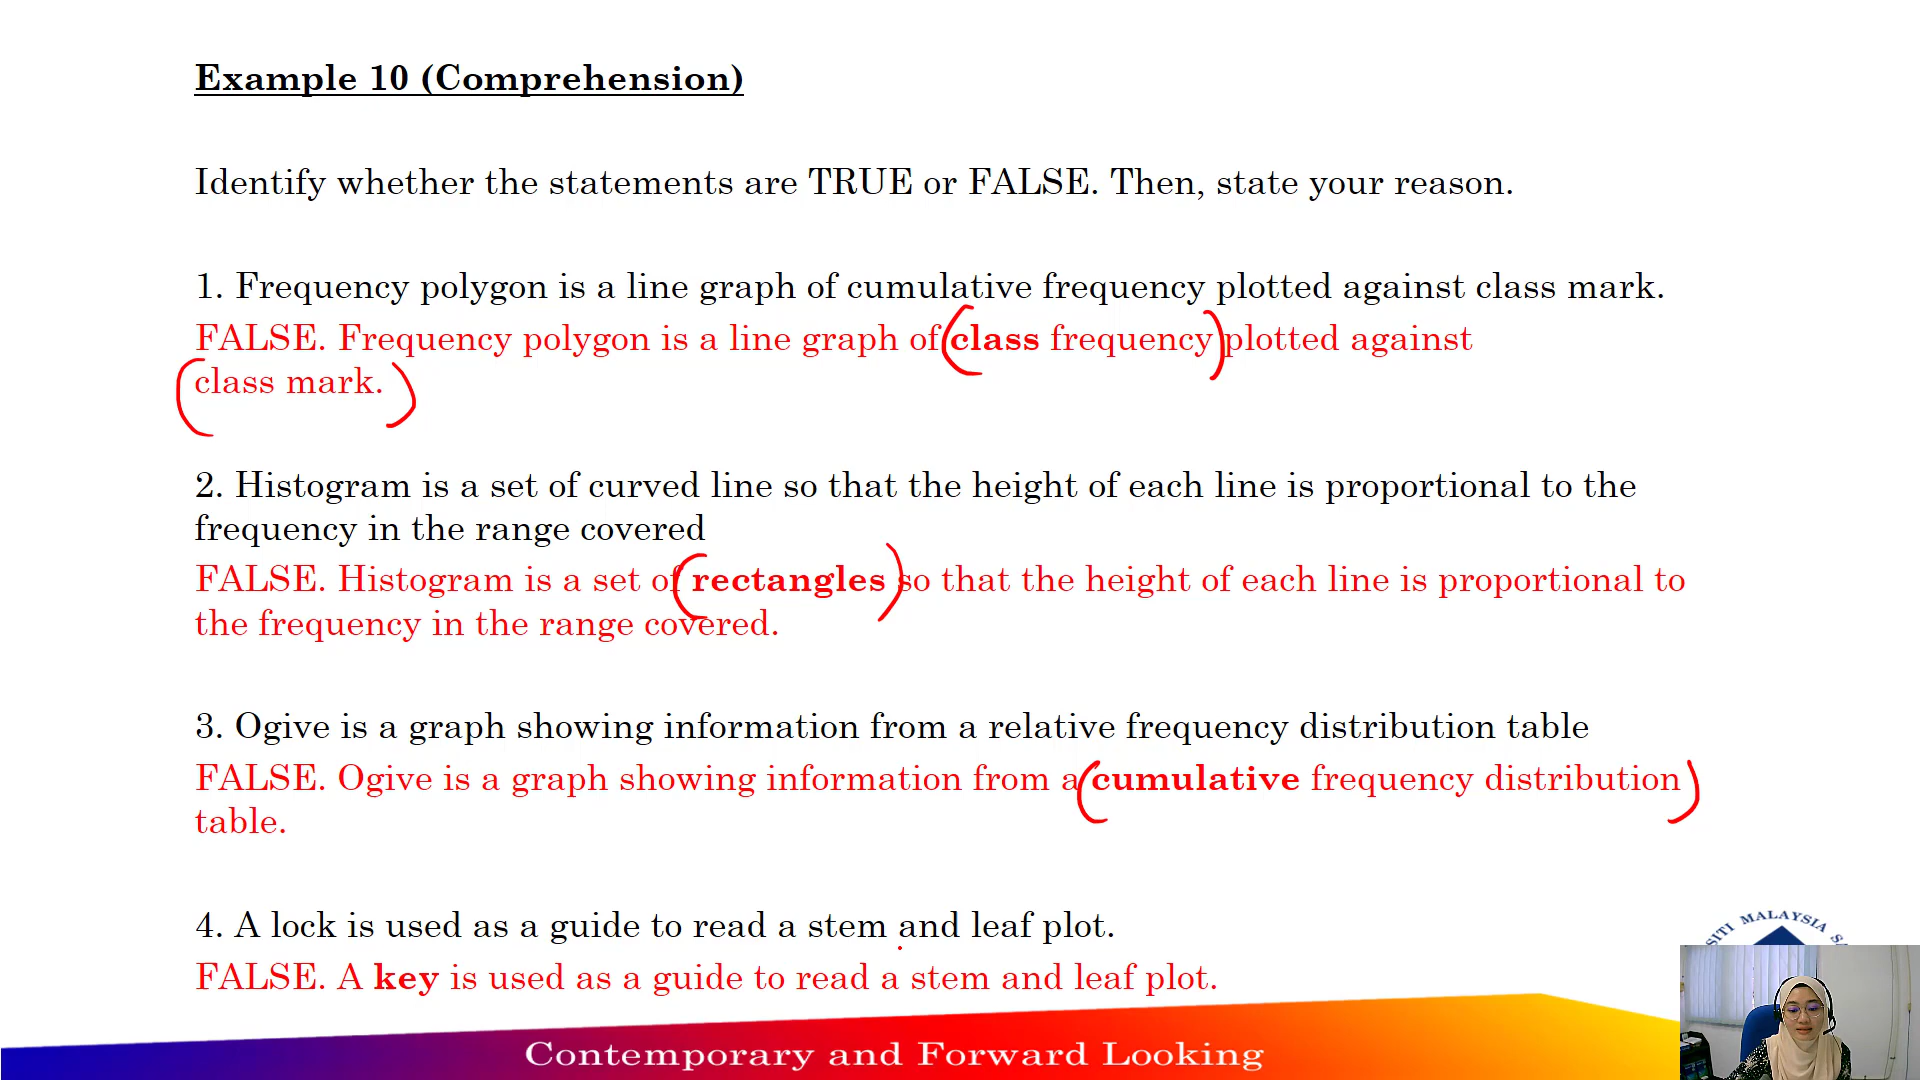 Example 10 (Comprehension)
Identify whether the statements are TRUE or FALSE. Then, state your reason.
1. Frequency polygon is a line graph of cumulative frequency plotted against class mark.
FALSE. Frequency polygon is a line graph of class frequency plotted against
class mark.
2. Histogram is a set of curved line so that the height of each line is proportional to the
frequency in the range covered
FALSE. Histogram is a set of rectangles so that the height of each line is proportional to
the frequency in the range covered.
3. Ogive is a graph showing information from a relative frequency distribution table
FALSE. Ogive is a graph showing information from a cumulative frequency distribution
table.
4. A lock is used as a guide to read a stem and leaf plot.
FALSE. A key is used as a guide to read a stem and leaf plot.
SITI MALAYSIA SA
Contemporary and Forward Looking